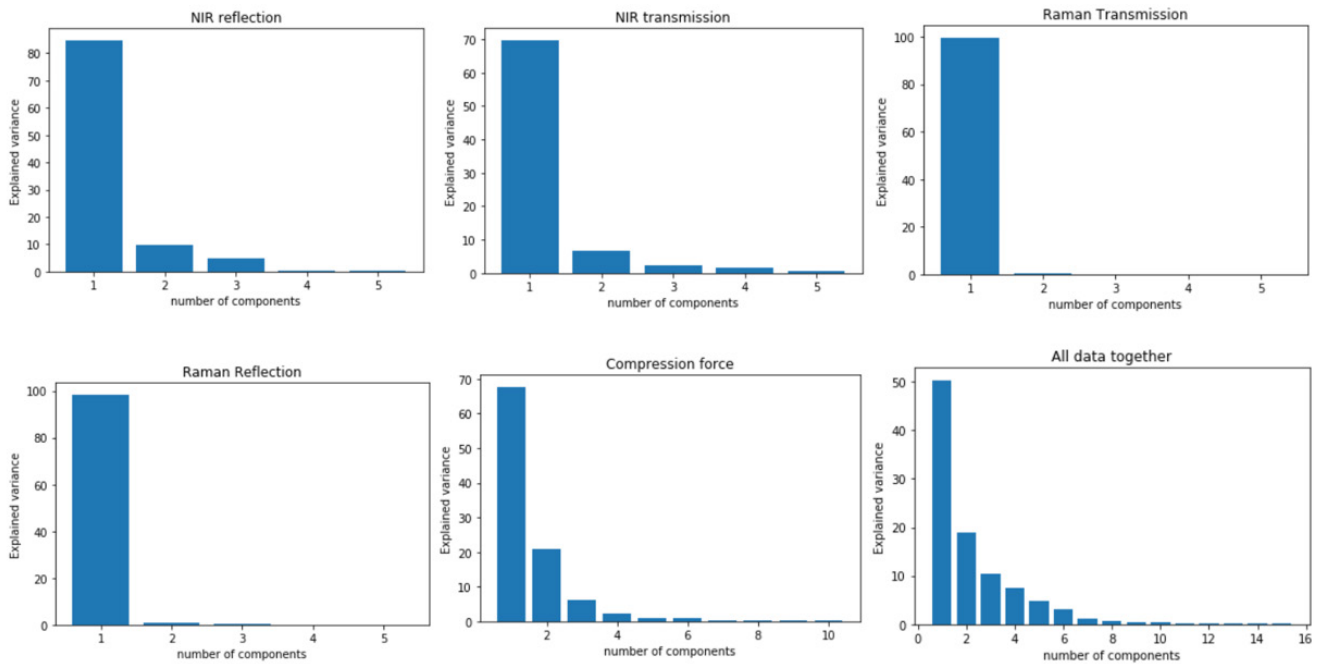 NIR reflection
Explained variance
80
70
60
50
40
30
20
10
0
1 2 3 4 5
number of components
NIR transmission
Explained variance
70
60
50
40
30
20
10
0
1 2 3 4 5
number of components
Raman Transmission
Explained variance
100
80
60
40
20
0
1 2 3 4 5
number of components
Raman Reflection
Explained variance
100
80
60
40
20
0
1 2 3 4 5
number of components
Compression force
Explained variance
70
60
50
40
30
20
10
0
2 4 6 8 10
number of components
All data together
Explained variance
50
40
30
20
10
0
0 2 4 6 8 10 12 14 16
number of components